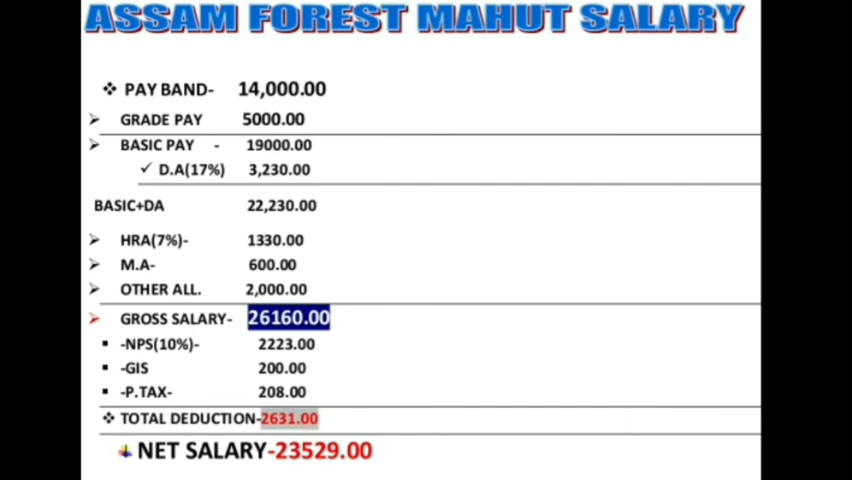 ASSAM FOREST MAHUT SALARY
❖ PAY BAND- 14,000.00
➢ GRADE PAY 5000.00
➢ BASIC PAY - 19000.00
✓ D.A(17%) 3,230.00
BASIC+DA 22,230.00
➢ HRA(7%)- 1330.00
➢ M.A- 600.00
➢ OTHER ALL. 2,000.00
➢ GROSS SALARY- 26160.00
▪ -NPS(10%)- 2223.00
▪ -GIS 200.00
▪ -P.TAX- 208.00
❖ TOTAL DEDUCTION-2631.00
NET SALARY-23529.00